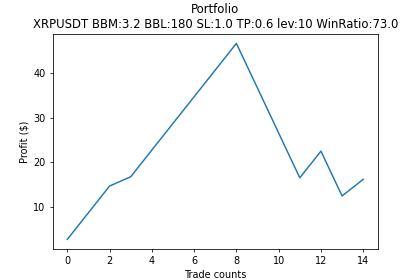 Portfolio
XRPUSDT BBM:3.2 BBL:180 SL:1.0 TP:0.6 lev:10 WinRatio:73.0
Profit ($)
40
30
20
10
0 2 4 6 8 10 12 14
Trade counts